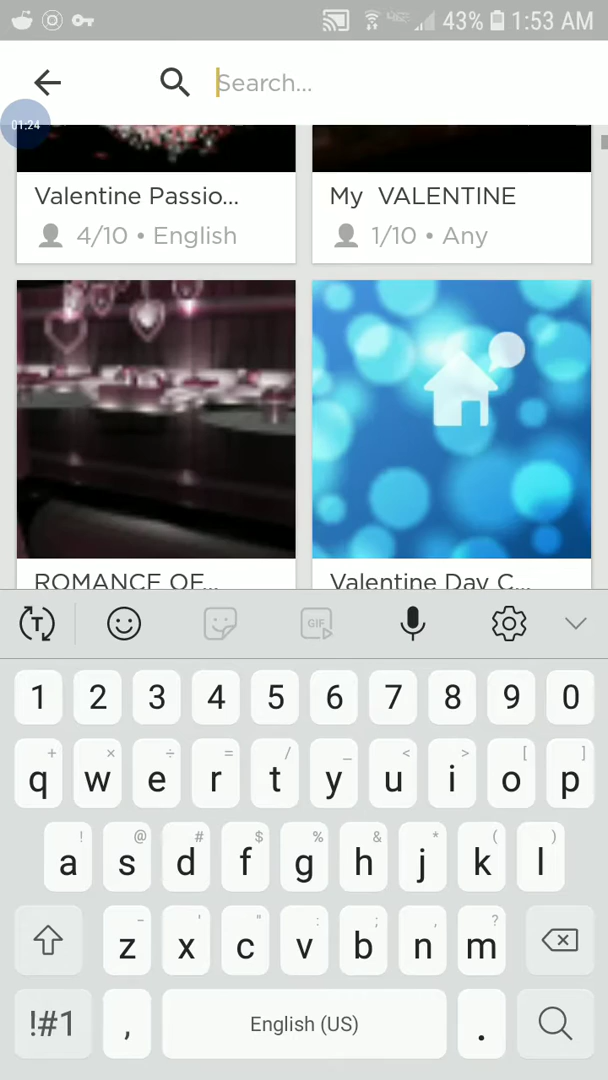 43% 1:53 AM
Search...
01:24
Valentine Passio...
My VALENTINE
4/10 • English
1/10 • Any
ROMANCE OF...
Valentine Day C...
T
GIF
1 2 3 4 5 6 7 8 9 0
+ × ÷ = / _ < > [ ]
q w e r t y u i o p
! @ # $ % & * ( )
a s d f g h j k l
- ' " : ; , ?
z x c v b n m
!#1 , English (US) .